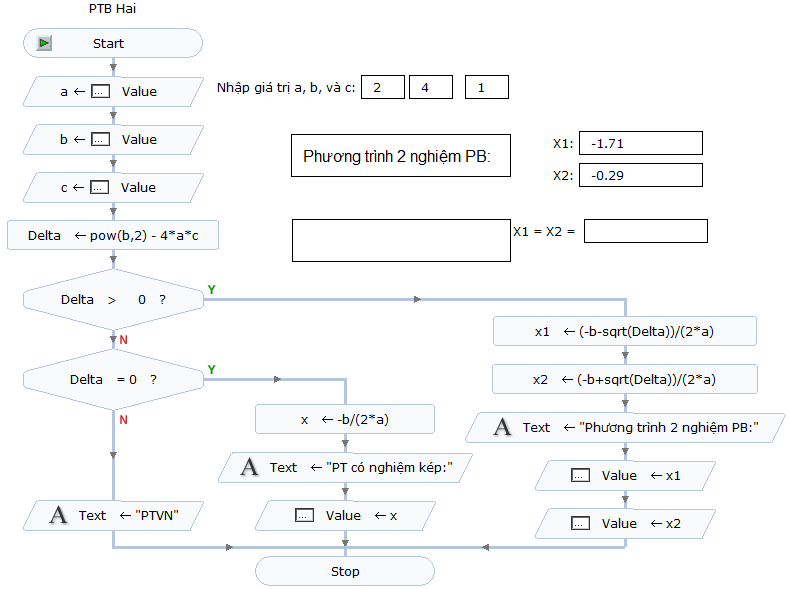 PTB Hai
Start
a ← ... Value
Nhập giá trị a, b, và c: 2 4 1
b ← ... Value
Phương trình 2 nghiệm PB:
X1: -1.71
X2: -0.29
c ← ... Value
Delta ← pow(b,2) - 4*a*c
X1 = X2 =
Delta > 0 ?
Y
N
x1 ← (-b-sqrt(Delta))/(2*a)
Delta = 0 ?
Y
N
x2 ← (-b+sqrt(Delta))/(2*a)
x ← -b/(2*a)
A Text ← "Phương trình 2 nghiệm PB:"
A Text ← "PT có nghiệm kép:"
... Value ← x1
A Text ← "PTVN"
... Value ← x
... Value ← x2
Stop